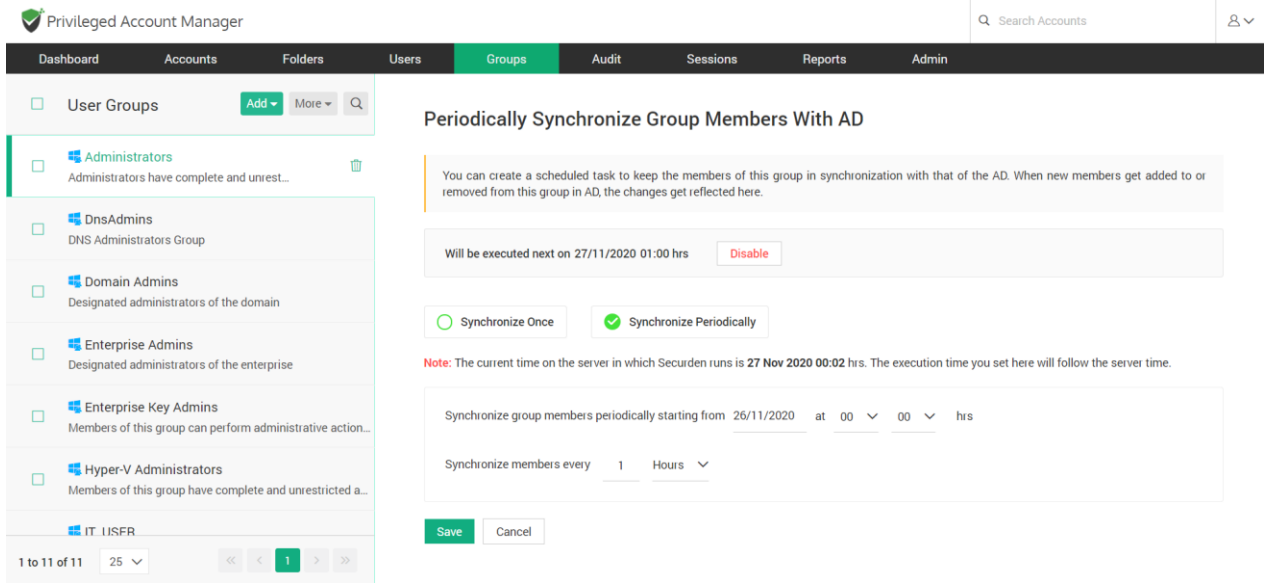 Privileged Account Manager
Search Accounts
Dashboard Accounts Folders Users Groups Audit Sessions Reports Admin
User Groups
Add
More
Administrators
Administrators have complete and unrest...
DnsAdmins
DNS Administrators Group
Domain Admins
Designated administrators of the domain
Enterprise Admins
Designated administrators of the enterprise
Enterprise Key Admins
Members of this group can perform administrative action...
Hyper-V Administrators
Members of this group have complete and unrestricted a...
IT_USER
1 to 11 of 11 25 « < 1 > »
Periodically Synchronize Group Members With AD
You can create a scheduled task to keep the members of this group in synchronization with that of the AD. When new members get added to or
removed from this group in AD, the changes get reflected here.
Will be executed next on 27/11/2020 01:00 hrs Disable
Synchronize Once Synchronize Periodically
Note: The current time on the server in which Securden runs is 27 Nov 2020 00:02 hrs. The execution time you set here will follow the server time.
Synchronize group members periodically starting from 26/11/2020 at 00 00 hrs
Synchronize members every 1 Hours
Save Cancel